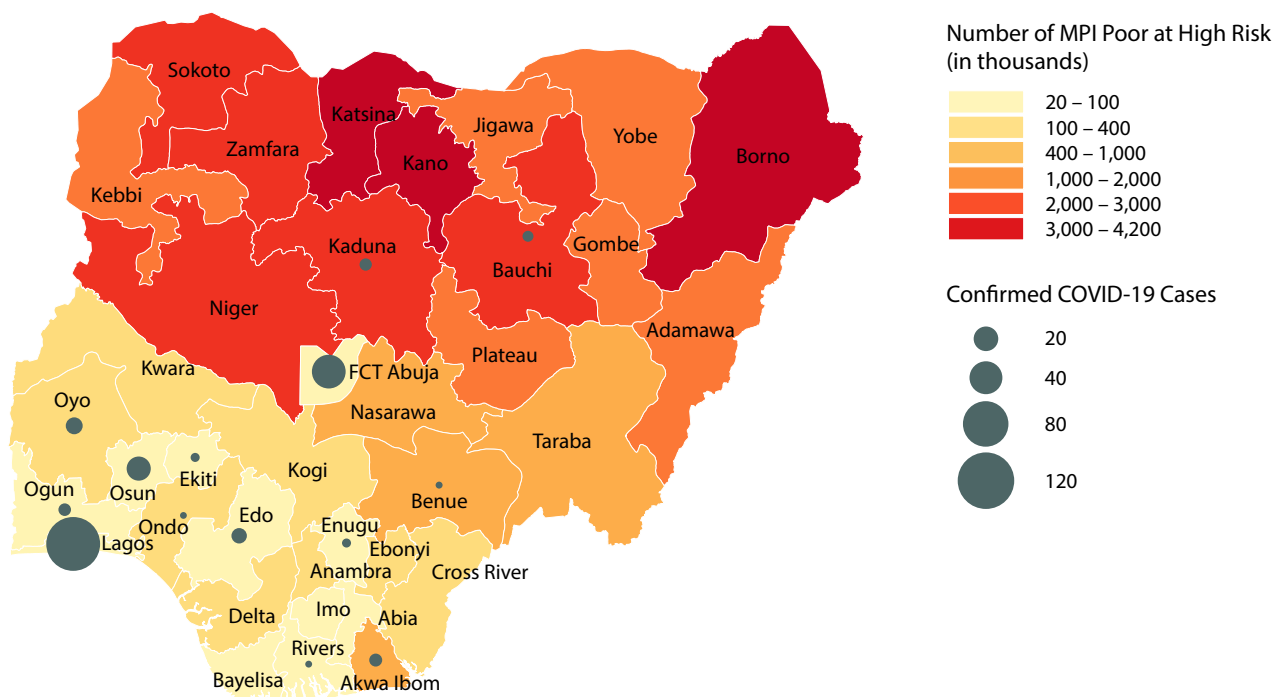 Number of MPI Poor at High Risk
(in thousands)
20 – 100
100 – 400
400 – 1,000
1,000 – 2,000
2,000 – 3,000
3,000 – 4,200
Confirmed COVID-19 Cases
20
40
80
120
Sokoto
Katsina
Jigawa
Yobe
Zamfara
Kano
Borno
Kebbi
Kaduna
Gombe
Bauchi
Niger
Adamawa
Plateau
Kwara
FCT Abuja
Oyo
Nasarawa
Taraba
Kogi
Ekiti
Ogun
Osun
Benue
Edo
Ondo
Enugu
Lagos
Ebonyi
Anambra
Cross River
Imo
Delta
Abia
Rivers
Bayelisa
Akwa Ibom